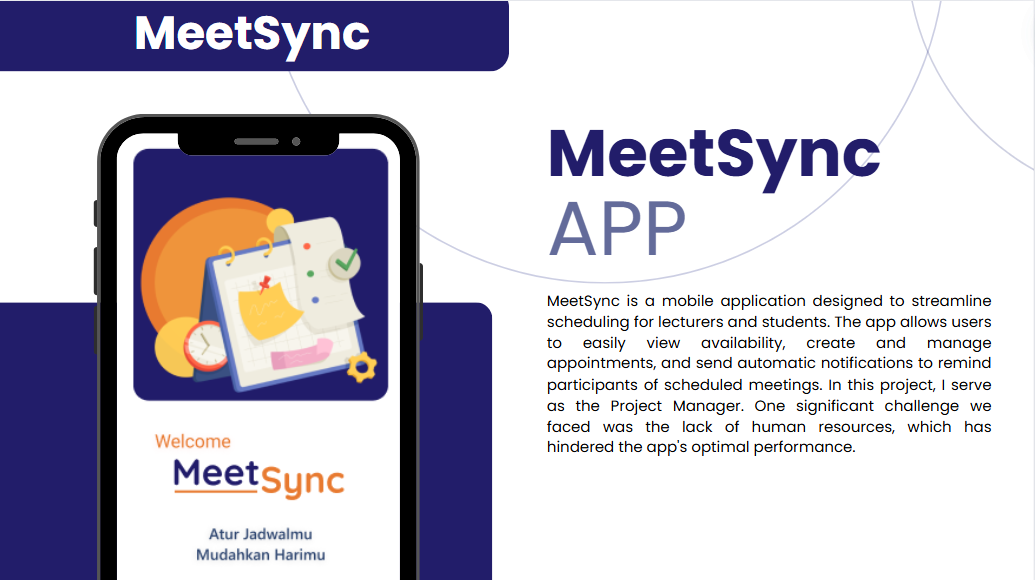 MeetSync
MeetSync
APP
MeetSync is a mobile application designed to streamline
scheduling for lecturers and students. The app allows users
to easily view availability, create and manage
appointments, and send automatic notifications to remind
participants of scheduled meetings. In this project, I serve
as the Project Manager. One significant challenge we
faced was the lack of human resources, which has
hindered the app's optimal performance.
Welcome
MeetSync
Atur Jadwalmu
Mudahkan Harimu